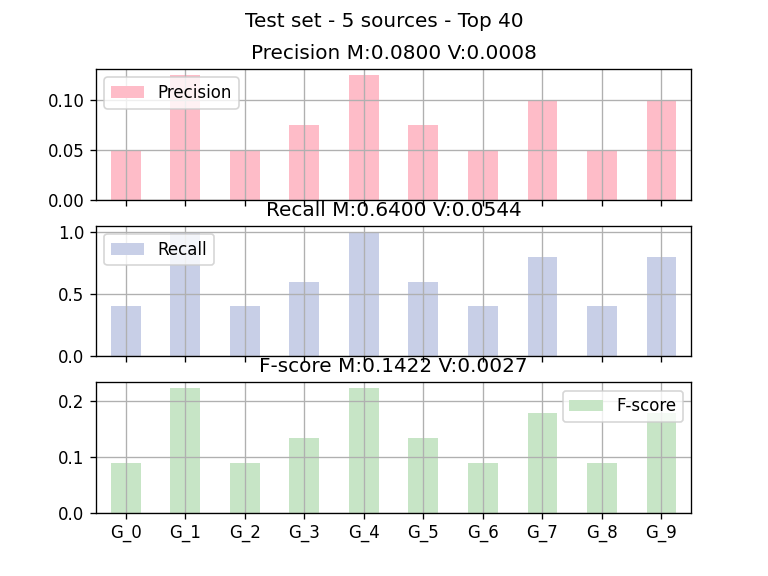 Test set - 5 sources - Top 40
Precision M:0.0800 V:0.0008
0.10
0.05
0.00
Precision
Recall M:0.6400 V:0.0544
1.0
0.5
0.0
Recall
F-score M:0.1422 V:0.0027
0.2
0.1
0.0
F-score
G_0 G_1 G_2 G_3 G_4 G_5 G_6 G_7 G_8 G_9